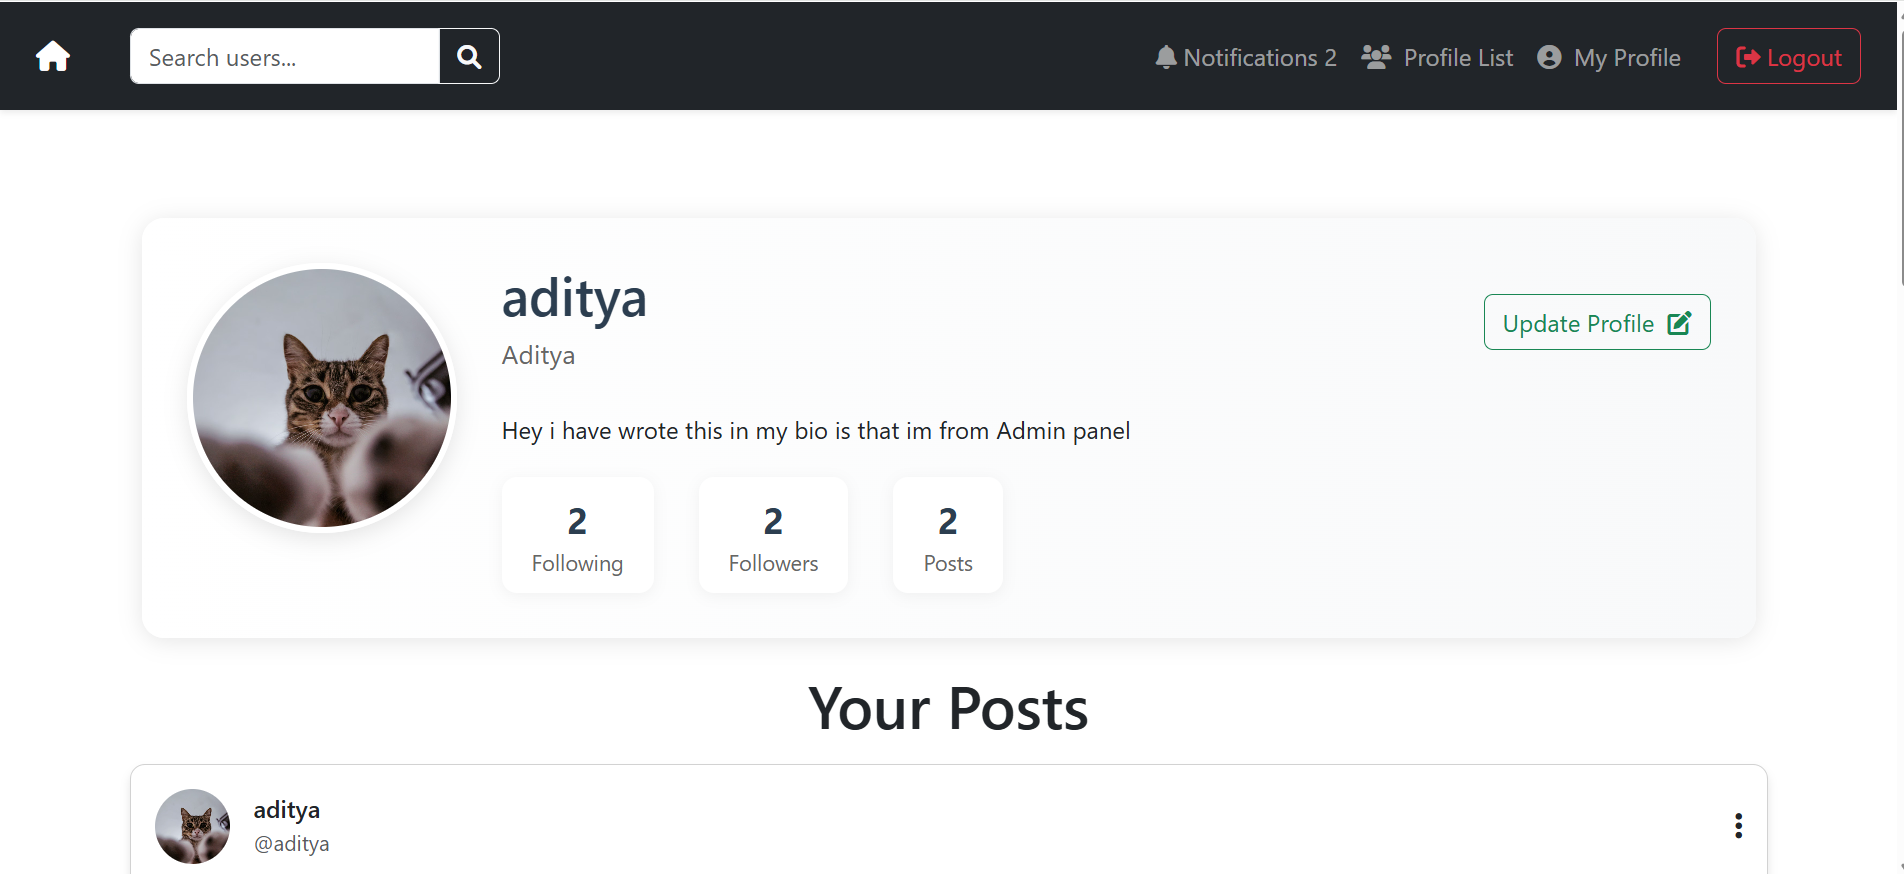 Search users...
Notifications 2
Profile List
My Profile
Logout
aditya
Aditya
Update Profile
Hey i have wrote this in my bio is that im from Admin panel
2
Following
2
Followers
2
Posts
Your Posts
aditya
@aditya